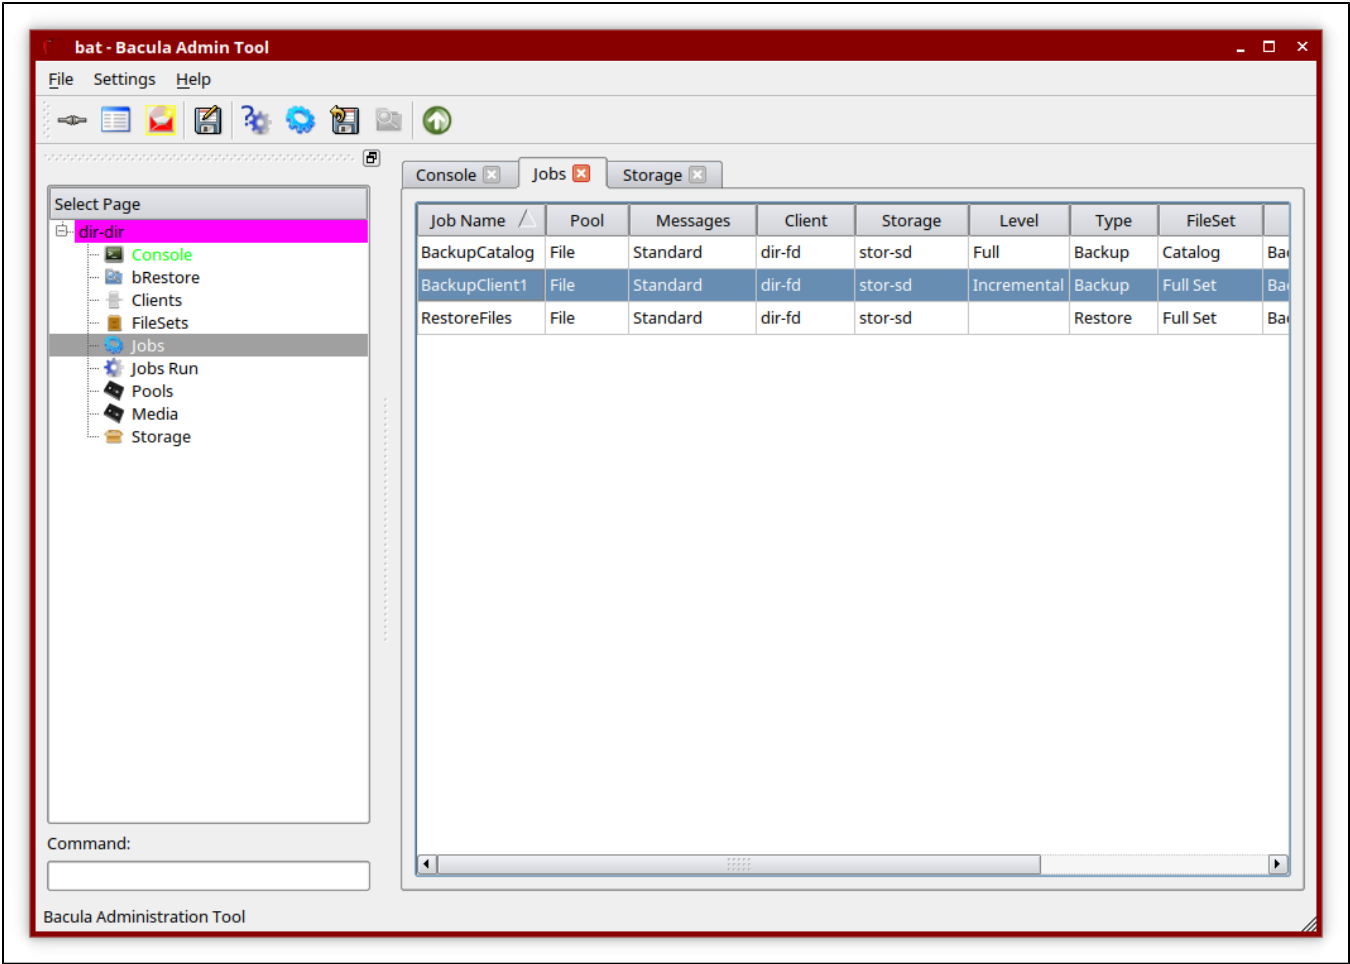 bat - Bacula Admin Tool
File Settings Help
Console Jobs Storage
Select Page
dir-dir
Console
bRestore
Clients
FileSets
Jobs
Jobs Run
Pools
Media
Storage
Job Name Pool Messages Client Storage Level Type FileSet
BackupCatalog File Standard dir-fd stor-sd Full Backup Catalog
BackupClient1 File Standard dir-fd stor-sd Incremental Backup Full Set
RestoreFiles File Standard dir-fd stor-sd Restore Full Set
Command:
Bacula Administration Tool